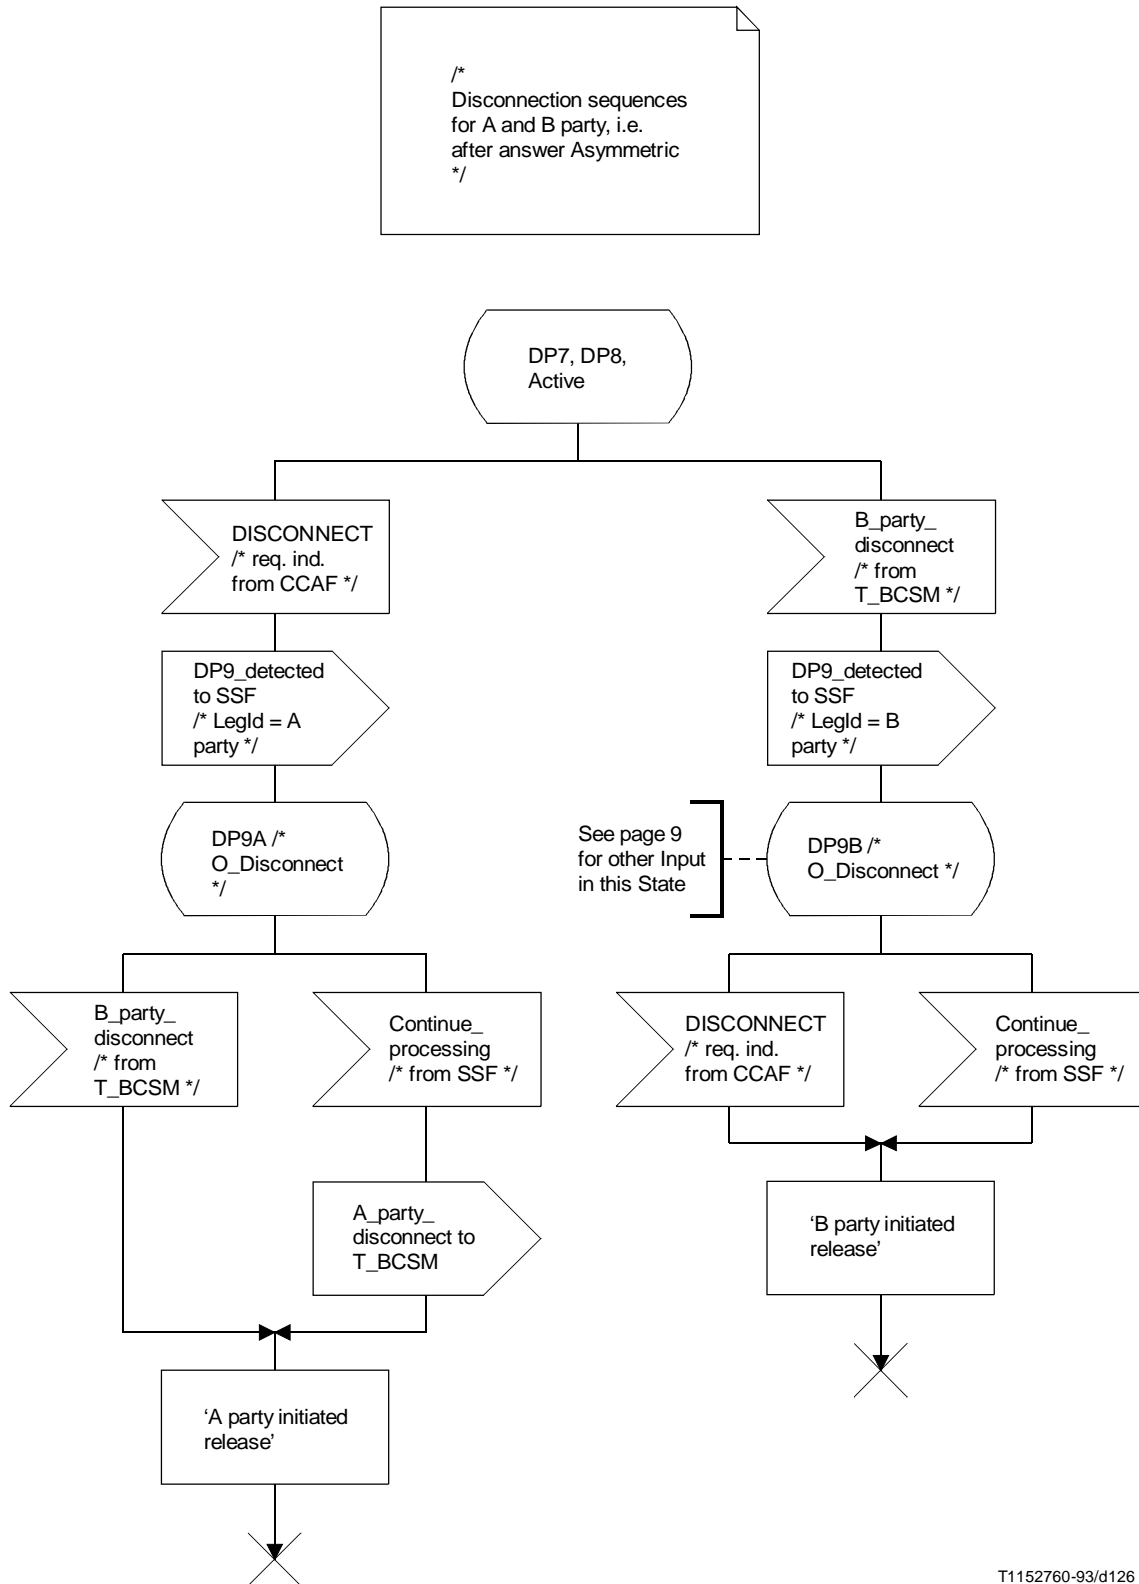 /*
Disconnection sequences
for A and B party, i.e.
after answer Asymmetric
*/
DP7, DP8,
Active
DISCONNECT
/* req. ind.
from CCAF */
B_party_
disconnect
/* from
T_BCSM */
DP9_detected
to SSF
/* LegId = A
party */
DP9_detected
to SSF
/* LegId = B
party */
DP9A /*
O_Disconnect
*/
See page 9
for other Input
in this State
DP9B /*
O_Disconnect */
B_party_
disconnect
/* from
T_BCSM */
Continue_
processing
/* from SSF */
DISCONNECT
/* req. ind.
from CCAF */
Continue_
processing
/* from SSF */
A_party_
disconnect to
T_BCSM
‘B party initiated
release’
‘A party initiated
release’
T1152760-93/d126